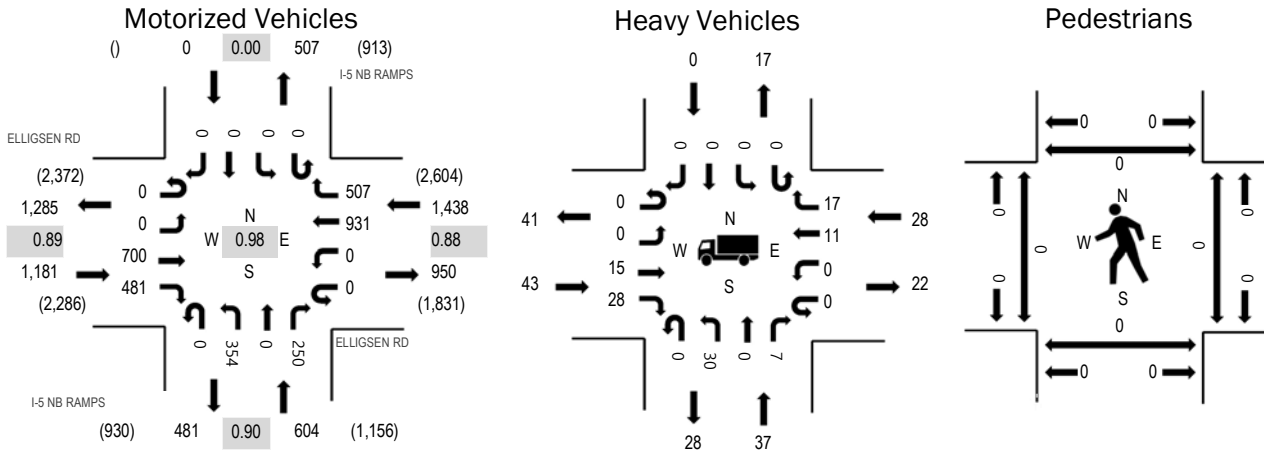 Motorized Vehicles
() 0 0.00 507 (913)
I-5 NB RAMPS
ELLIGSEN RD
0 0 0 0
(2,372) (2,604)
0 507
1,285 1,438
0 N 931
0.89 W 0.98 E 0.88
700 0
1,181 S 950
481 0
(2,286) (1,831)
0 354 0 250
ELLIGSEN RD
I-5 NB RAMPS
(930) 481 0.90 604 (1,156)
Heavy Vehicles
0 17
0 0 0 0
0 17
41 28
0 N 11
W E
15 0
43 22
28 S 0
0 30 0 7
28 37
Pedestrians
0 0
0
N
0 0
W 0 0 E
0 0
S
0
0 0